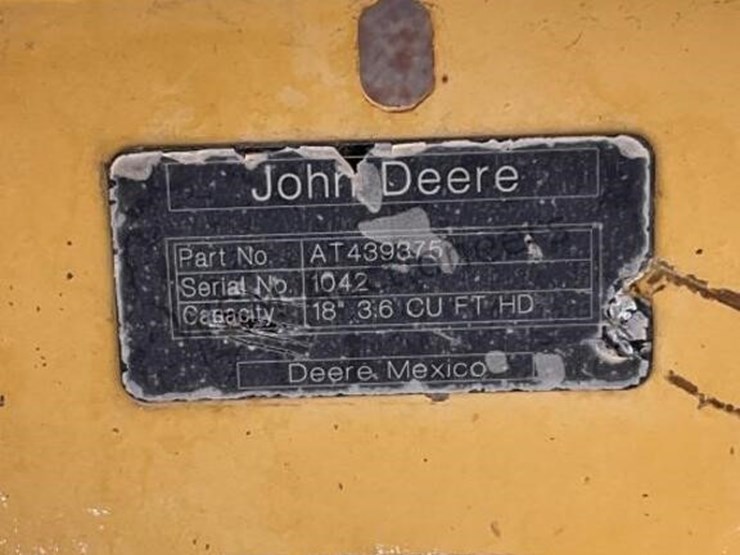 John Deere
Part No. AT439375
Serial No. 1042
Capacity 18" 3.6 CU FT HD
Deere Mexico